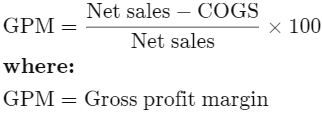 GPM = Net sales − COGS / Net sales × 100
where:
GPM = Gross profit margin